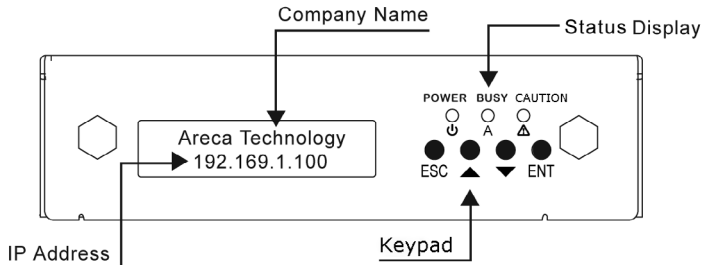 Company Name
Status Display
POWER BUSY CAUTION
A
Areca Technology
192.169.1.100
ESC ENT
IP Address
Keypad